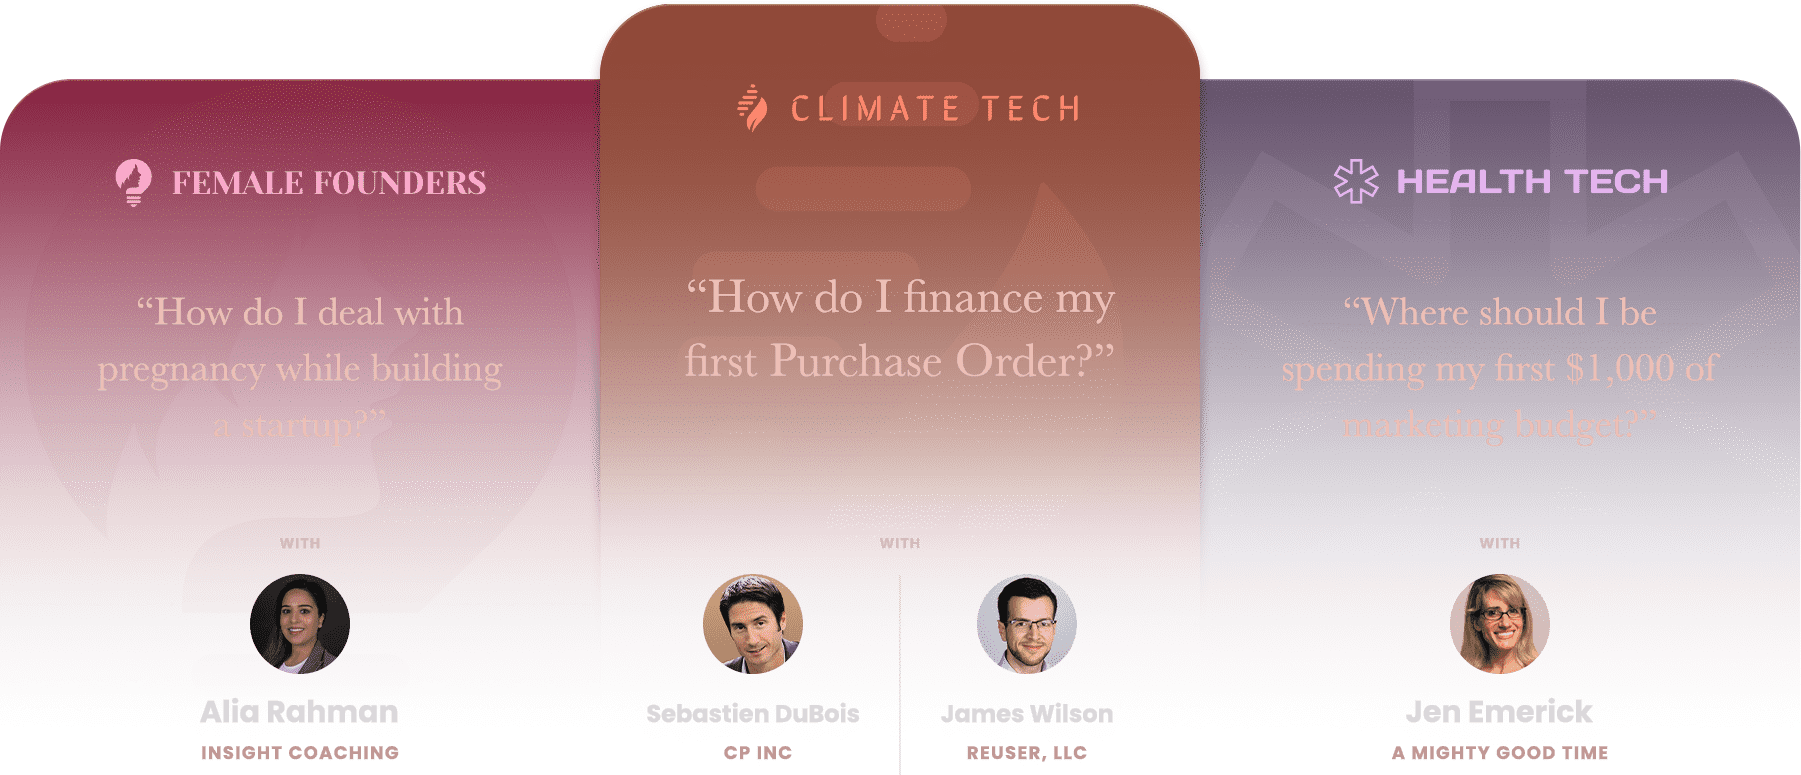 FEMALE FOUNDERS
“How do I deal with
pregnancy while building
a startup?”
WITH
Alia Rahman
INSIGHT COACHING
CLIMATE TECH
“How do I finance my
first Purchase Order?”
WITH
Sebastien DuBois
CP INC
James Wilson
REUSER, LLC
HEALTH TECH
“Where should I be
spending my first $1,000 of
marketing budget?”
WITH
Jen Emerick
A MIGHTY GOOD TIME